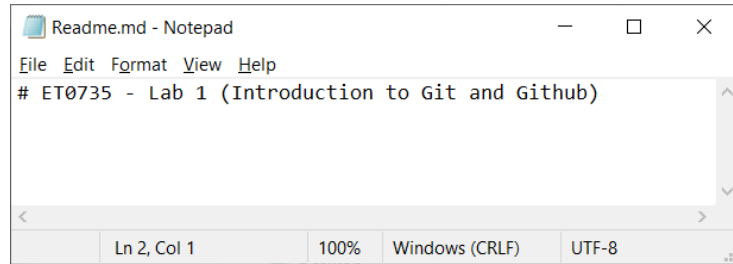 Readme.md - Notepad
File Edit Format View Help
# ET0735 - Lab 1 (Introduction to Git and Github)
Ln 2, Col 1 100% Windows (CRLF) UTF-8